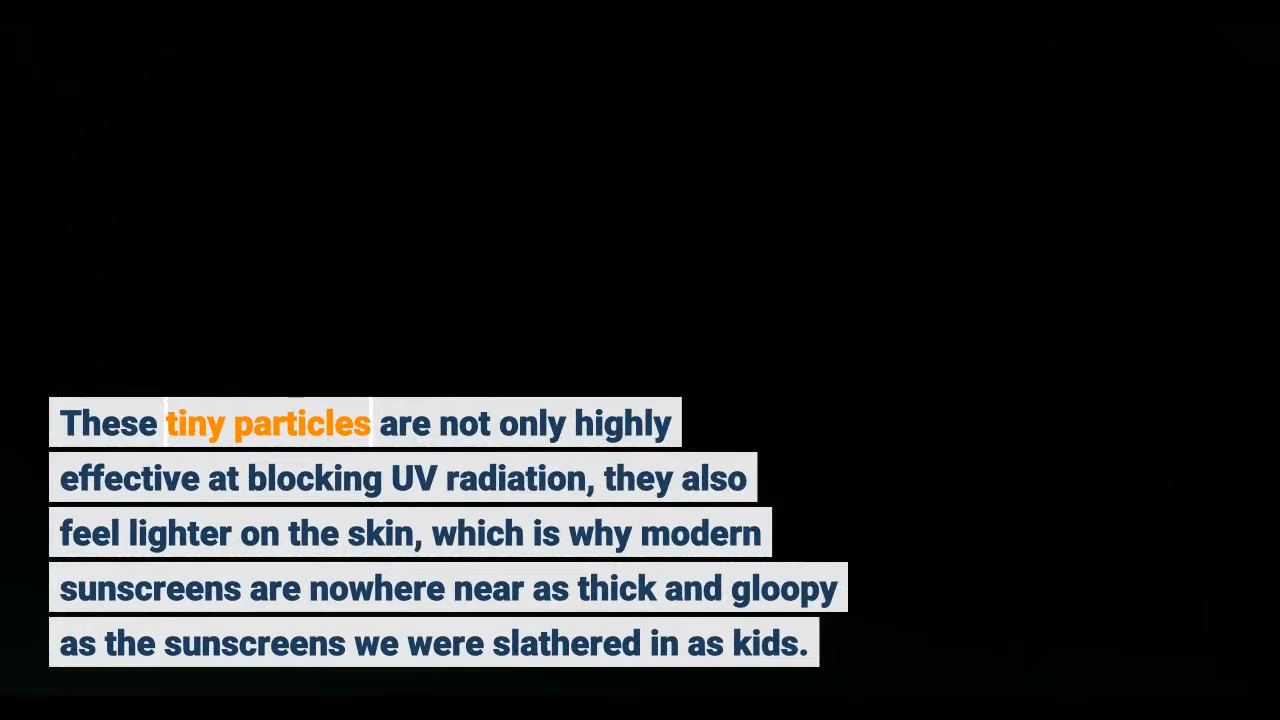 These tiny particles are not only highly
effective at blocking UV radiation, they also
feel lighter on the skin, which is why modern
sunscreens are nowhere near as thick and gloopy
as the sunscreens we were slathered in as kids.